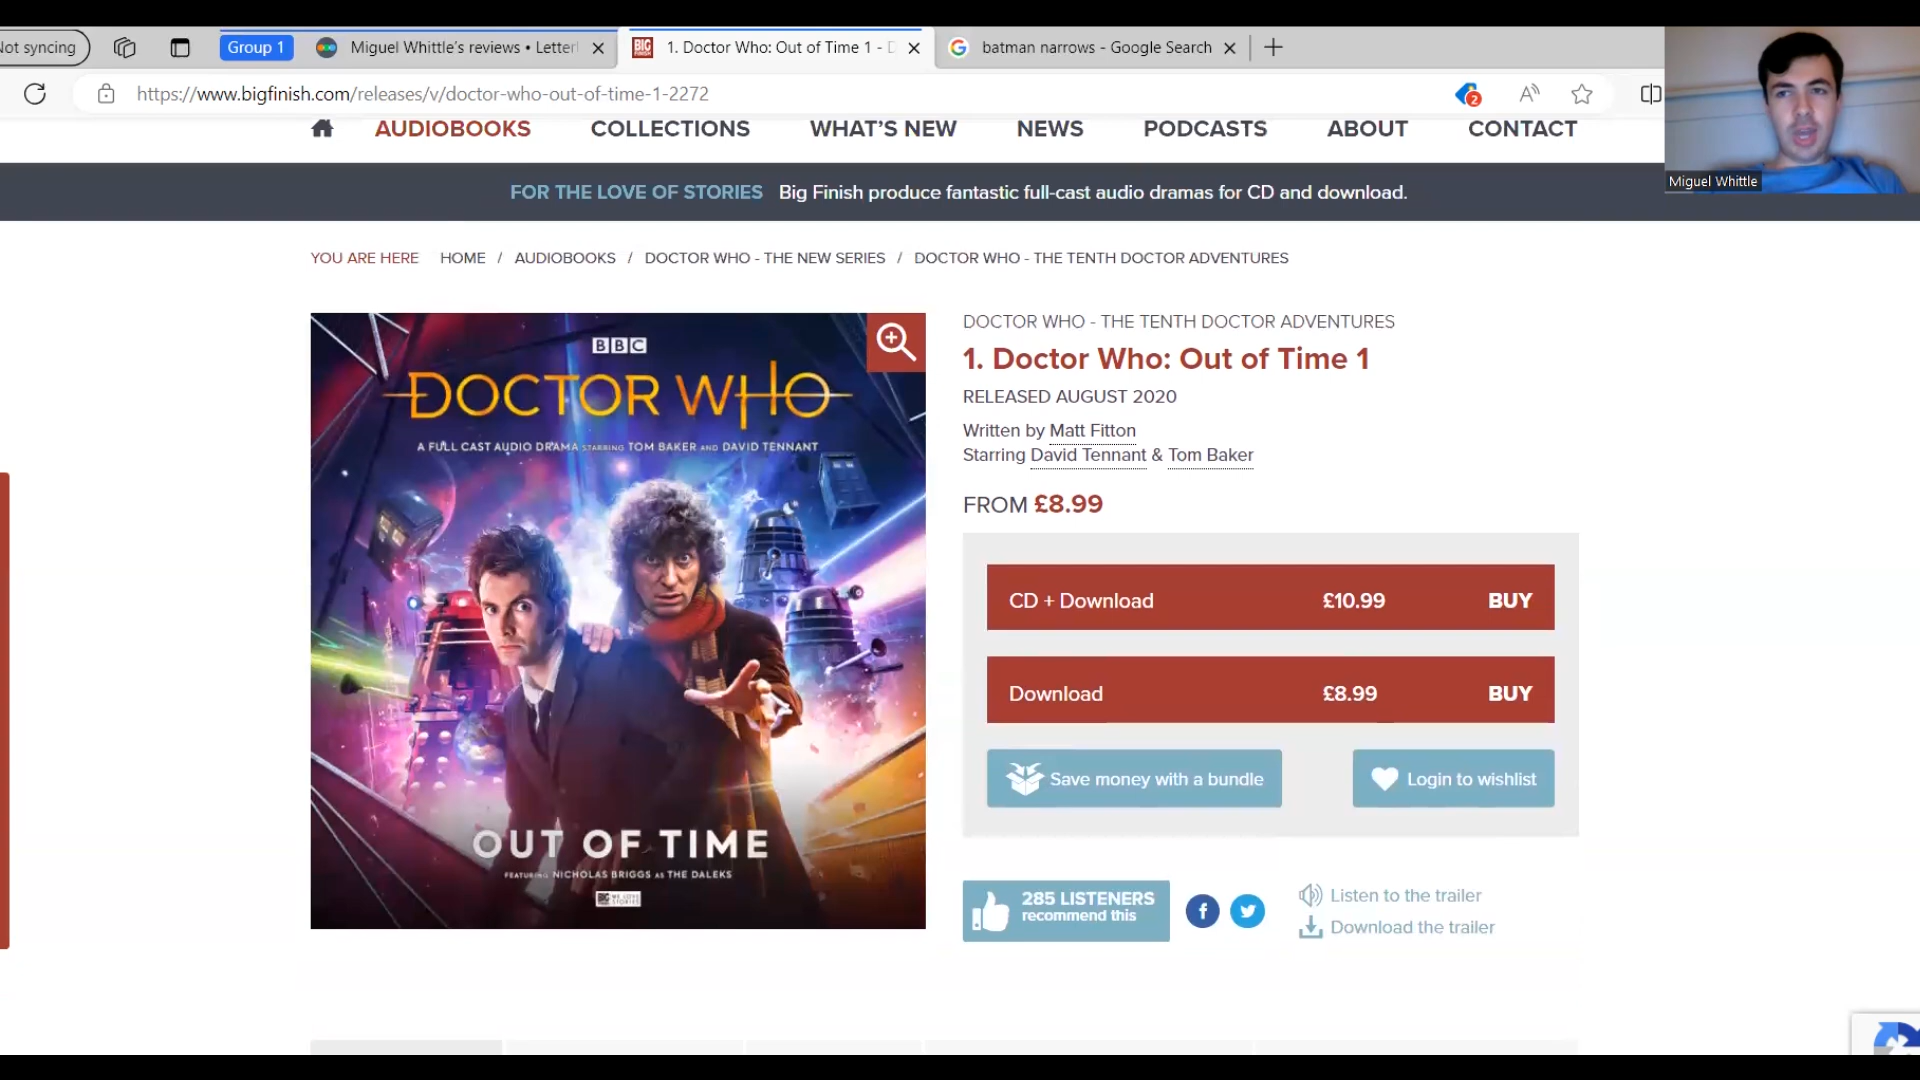 Not syncing
Group 1
Miguel Whittle's reviews • Letter
1. Doctor Who: Out of Time 1 - D
batman narrows - Google Search
https://www.bigfinish.com/releases/v/doctor-who-out-of-time-1-2272
2
AUDIOBOOKS COLLECTIONS WHAT'S NEW NEWS PODCASTS ABOUT CONTACT
Miguel Whittle
FOR THE LOVE OF STORIES Big Finish produce fantastic full-cast audio dramas for CD and download.
YOU ARE HERE HOME / AUDIOBOOKS / DOCTOR WHO - THE NEW SERIES / DOCTOR WHO - THE TENTH DOCTOR ADVENTURES
BBC
DOCTOR WHO
A FULL CAST AUDIO DRAMA STARRING TOM BAKER AND DAVID TENNANT
OUT OF TIME
FEATURING NICHOLAS BRIGGS AS THE DALEKS
WE LOVE
STORIES
DOCTOR WHO - THE TENTH DOCTOR ADVENTURES
1. Doctor Who: Out of Time 1
RELEASED AUGUST 2020
Written by Matt Fitton
Starring David Tennant & Tom Baker
FROM £8.99
CD + Download £10.99 BUY
Download £8.99 BUY
Save money with a bundle
Login to wishlist
285 LISTENERS
recommend this
Listen to the trailer
Download the trailer